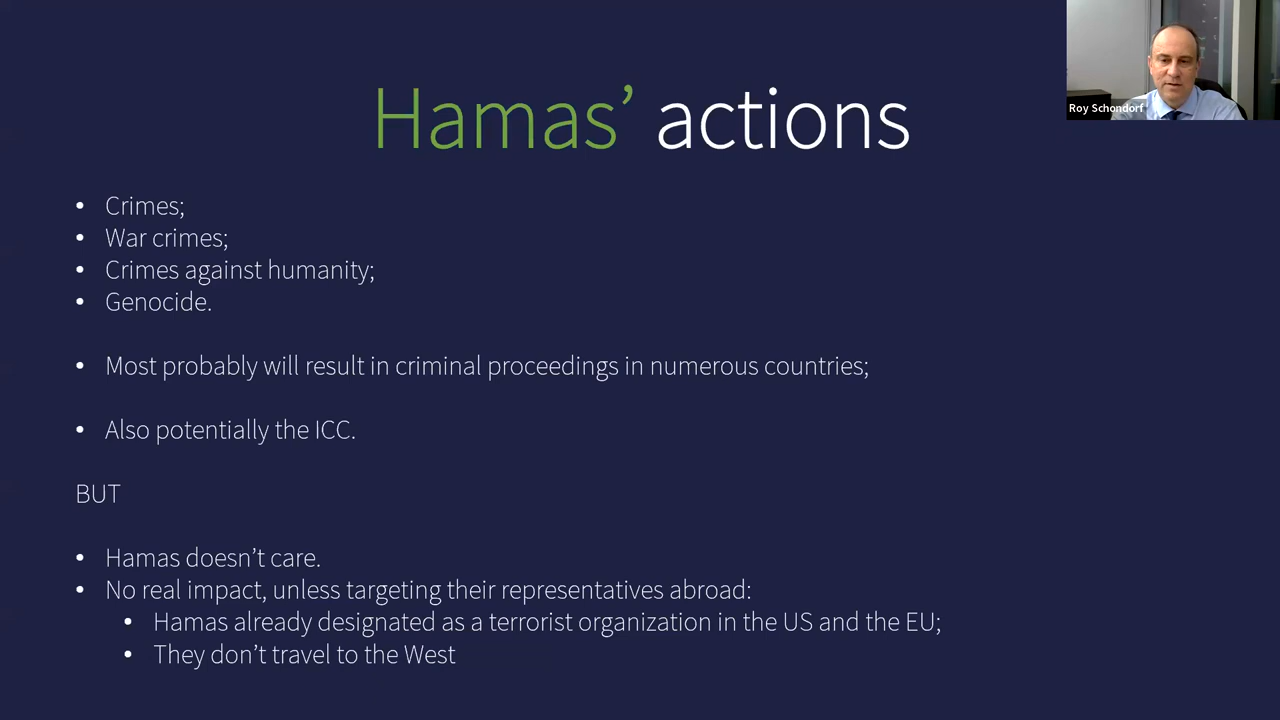 Hamas’ actions
Roy Schondorf
• Crimes;
• War crimes;
• Crimes against humanity;
• Genocide.
• Most probably will result in criminal proceedings in numerous countries;
• Also potentially the ICC.
BUT
• Hamas doesn’t care.
• No real impact, unless targeting their representatives abroad:
• Hamas already designated as a terrorist organization in the US and the EU;
• They don’t travel to the West